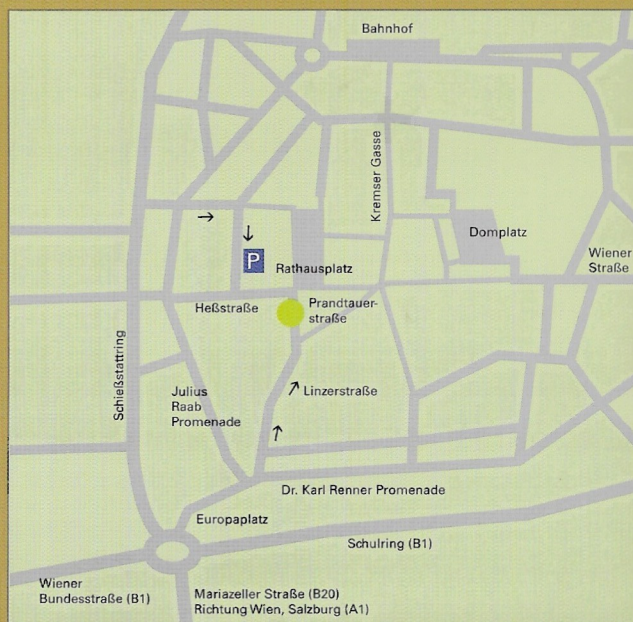 Bahnhof
Kremser Gasse
Domplatz
Wiener
Straße
P
Rathausplatz
Heßstraße
Prandtauer-
straße
Schießstattring
Julius
Raab
Promenade
Linzerstraße
Dr. Karl Renner Promenade
Europaplatz
Schulring (B1)
Wiener
Bundesstraße (B1)
Mariazeller Straße (B20)
Richtung Wien, Salzburg (A1)